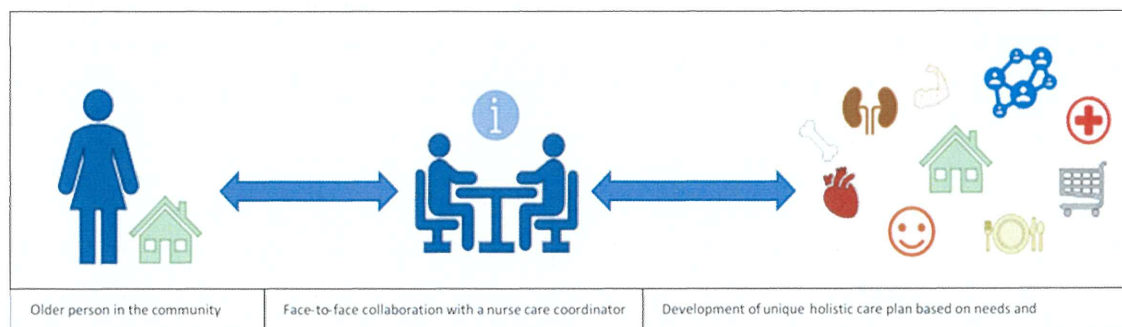 i
Older person in the community
Face-to-face collaboration with a nurse care coordinator
Development of unique holistic care plan based on needs and